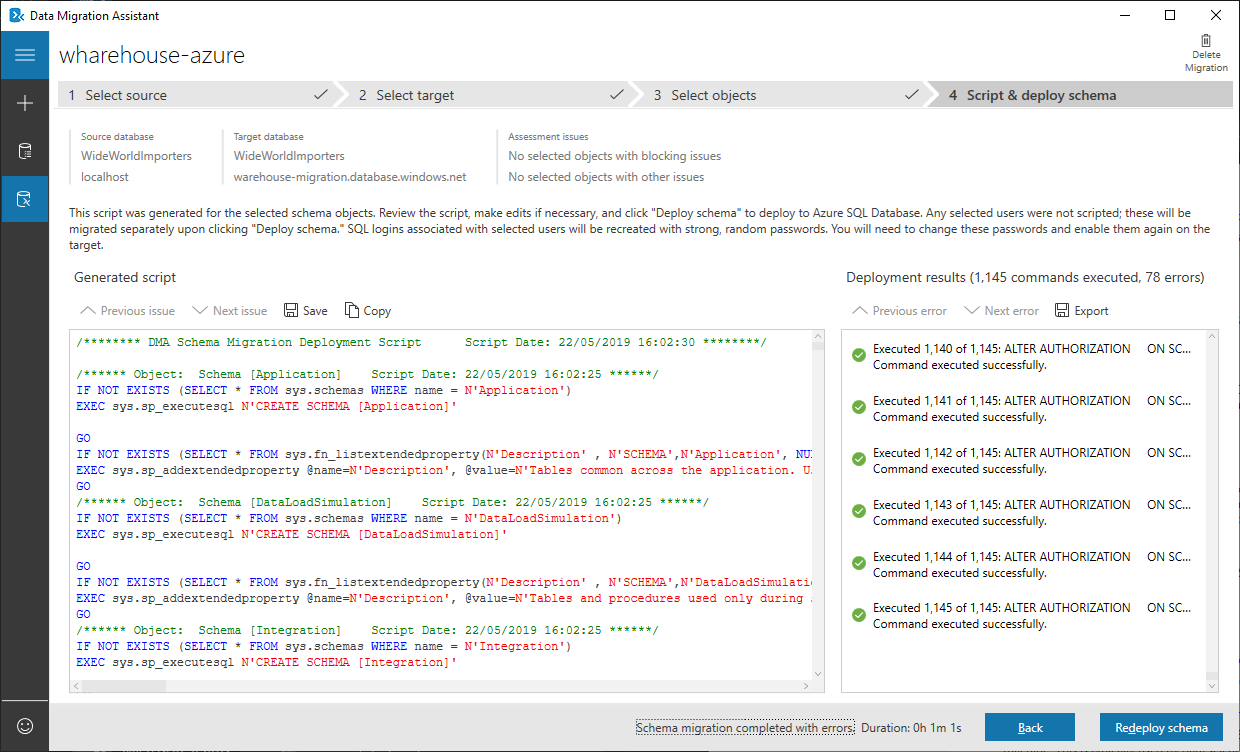 Data Migration Assistant
wharehouse-azure
Delete
Migration
1 Select source
2 Select target
3 Select objects
4 Script & deploy schema
Source database
WideWorldImporters
localhost
Target database
WideWorldImporters
warehouse-migration.database.windows.net
Assessment issues
No selected objects with blocking issues
No selected objects with other issues
This script was generated for the selected schema objects. Review the script, make edits if necessary, and click "Deploy schema" to deploy to Azure SQL Database. Any selected users were not scripted; these will be
migrated separately upon clicking "Deploy schema." SQL logins associated with selected users will be recreated with strong, random passwords. You will need to change these passwords and enable them again on the
target.
Generated script
Previous issue Next issue Save Copy
/******** DMA Schema Migration Deployment Script      Script Date: 22/05/2019 16:02:30 ********/
/****** Object:  Schema [Application]    Script Date: 22/05/2019 16:02:25 ******/
IF NOT EXISTS (SELECT * FROM sys.schemas WHERE name = N'Application')
EXEC sys.sp_executesql N'CREATE SCHEMA [Application]'
GO
IF NOT EXISTS (SELECT * FROM sys.fn_listextendedproperty(N'Description' , N'SCHEMA',N'Application', NU
EXEC sys.sp_addextendedproperty @name=N'Description', @value=N'Tables common across the application. U
GO
/****** Object:  Schema [DataLoadSimulation]    Script Date: 22/05/2019 16:02:25 ******/
IF NOT EXISTS (SELECT * FROM sys.schemas WHERE name = N'DataLoadSimulation')
EXEC sys.sp_executesql N'CREATE SCHEMA [DataLoadSimulation]'
GO
IF NOT EXISTS (SELECT * FROM sys.fn_listextendedproperty(N'Description' , N'SCHEMA',N'DataLoadSimulatio
EXEC sys.sp_addextendedproperty @name=N'Description', @value=N'Tables and procedures used only during
GO
/****** Object:  Schema [Integration]    Script Date: 22/05/2019 16:02:25 ******/
IF NOT EXISTS (SELECT * FROM sys.schemas WHERE name = N'Integration')
EXEC sys.sp_executesql N'CREATE SCHEMA [Integration]'
Deployment results (1,145 commands executed, 78 errors)
Previous error Next error Export
Executed 1,140 of 1,145: ALTER AUTHORIZATION ON SC...
Command executed successfully.
Executed 1,141 of 1,145: ALTER AUTHORIZATION ON SC...
Command executed successfully.
Executed 1,142 of 1,145: ALTER AUTHORIZATION ON SC...
Command executed successfully.
Executed 1,143 of 1,145: ALTER AUTHORIZATION ON SC...
Command executed successfully.
Executed 1,144 of 1,145: ALTER AUTHORIZATION ON SC...
Command executed successfully.
Executed 1,145 of 1,145: ALTER AUTHORIZATION ON SC...
Command executed successfully.
Schema migration completed with errors. Duration: 0h 1m 1s
Back
Redeploy schema